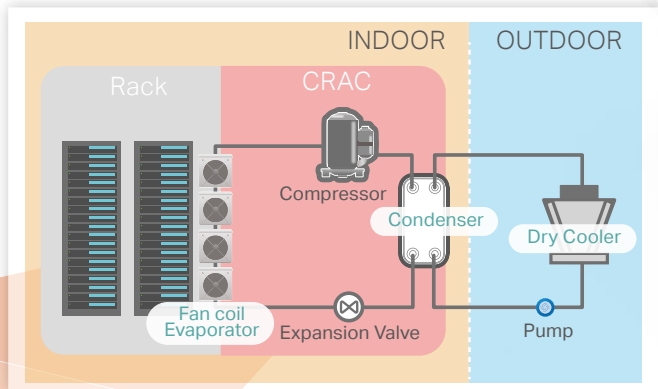 INDOOR
OUTDOOR
Rack
CRAC
Compressor
Condenser
Dry Cooler
Fan coil
Evaporator
Expansion Valve
Pump